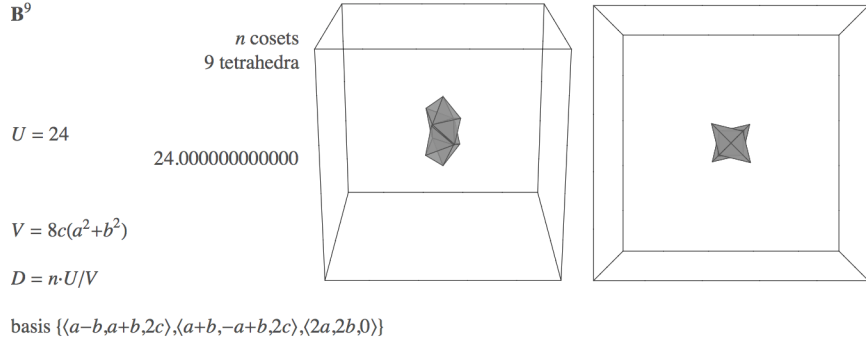 B⁹
n cosets
9 tetrahedra
U = 24
24.000000000000
V = 8c(a²+b²)
D = n·U/V
basis {⟨a−b,a+b,2c⟩,⟨a+b,−a+b,2c⟩,⟨2a,2b,0⟩}